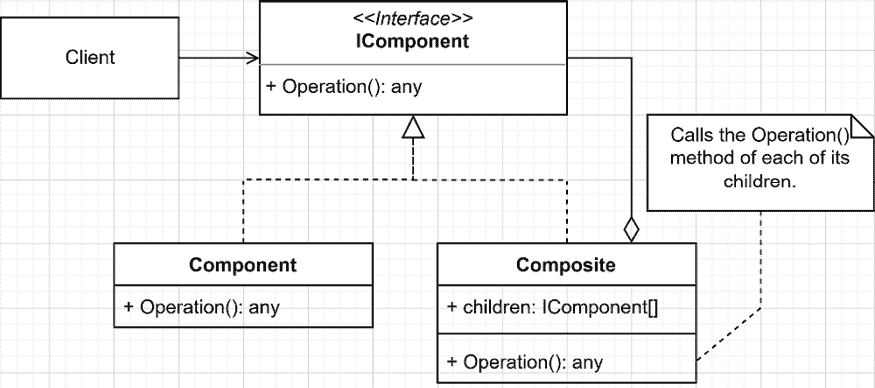 Client
<<Interface>>
IComponent
+ Operation(): any
Calls the Operation()
method of each of its
children.
Component
+ Operation(): any
Composite
+ children: IComponent[]
+ Operation(): any